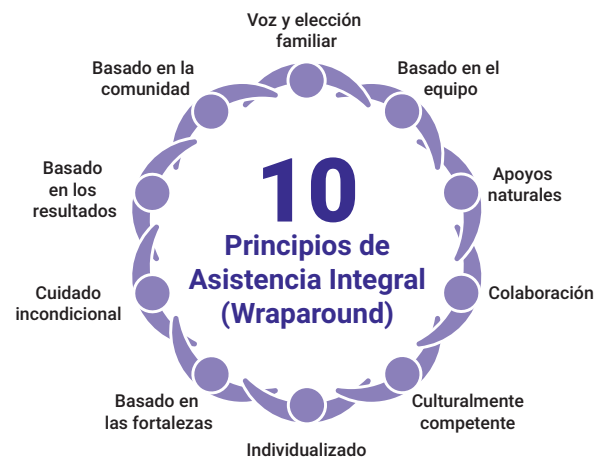 Voz y elección
familiar
Basado en el
equipo
Apoyos
naturales
Colaboración
Culturalmente
competente
Individualizado
Basado en
las fortalezas
Cuidado
incondicional
Basado
en los
resultados
Basado en la
comunidad
10
Principios de
Asistencia Integral
(Wraparound)